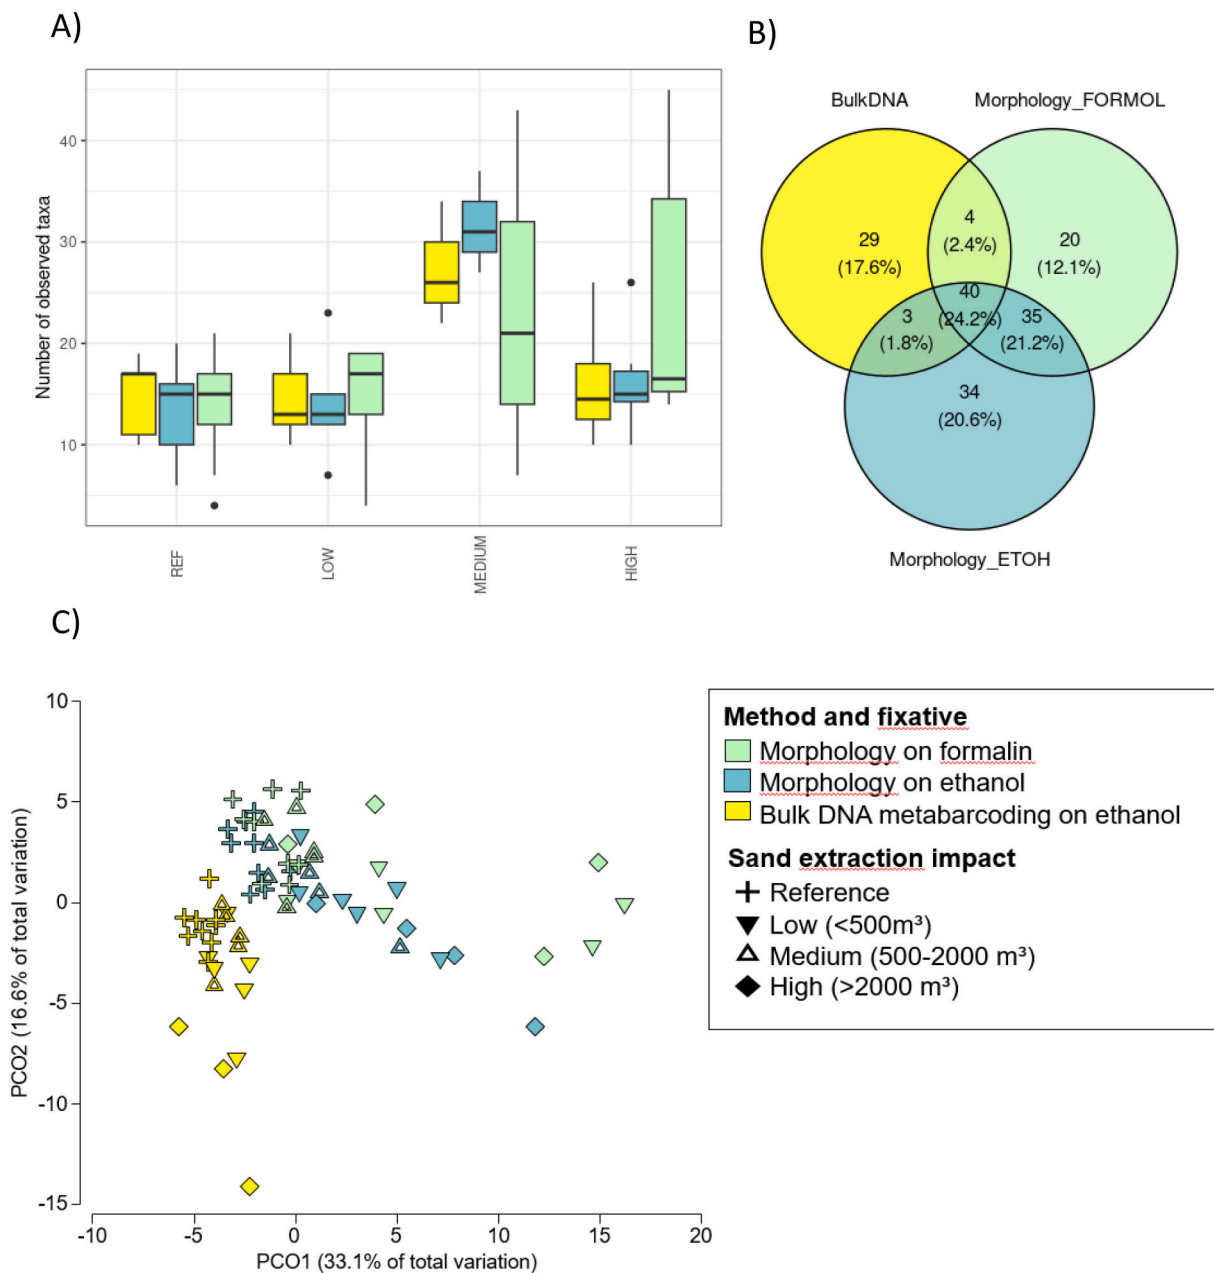 A)
B)
Number of observed taxa
40
30
20
10
REF
LOW
MEDIUM
HIGH
BulkDNA
Morphology_FORMOL
4
(2.4%)
29
(17.6%)
20
(12.1%)
40
(24.2%)
3
(1.8%)
35
(21.2%)
34
(20.6%)
Morphology_ETOH
C)
PCO2 (16.6% of total variation)
10
5
0
-5
-10
-15
-10
-5
0
5
10
15
20
PCO1 (33.1% of total variation)
Method and fixative
Morphology on formalin
Morphology on ethanol
Bulk DNA metabarcoding on ethanol
Sand extraction impact
Reference
Low (<500m³)
Medium (500-2000 m³)
High (>2000 m³)